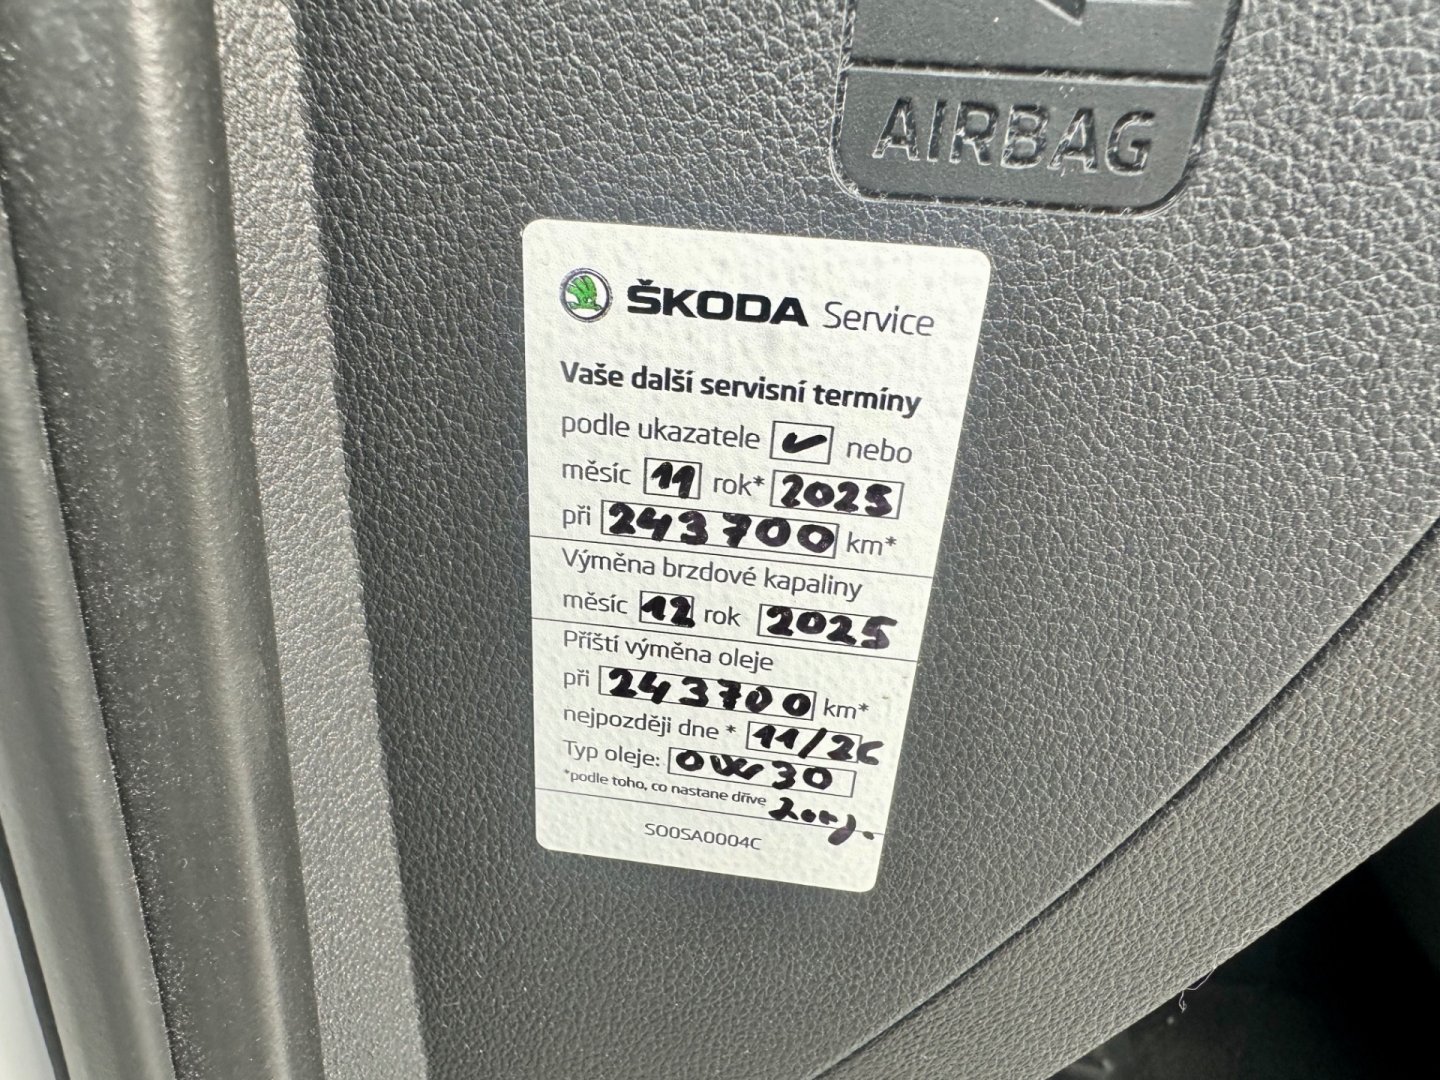 AIRBAG
ŠKODA Service
Vaše další servisní termíny
podle ukazatele ✓ nebo
měsíc 11 rok* 2025
při 243700 km*
Výměna brzdové kapaliny
měsíc 12 rok 2025
Příští výměna oleje
při 243700 km*
nejpozději dne * 11/26
Typ oleje: 0W30
*podle toho, co nastane dříve
S00SA0004C